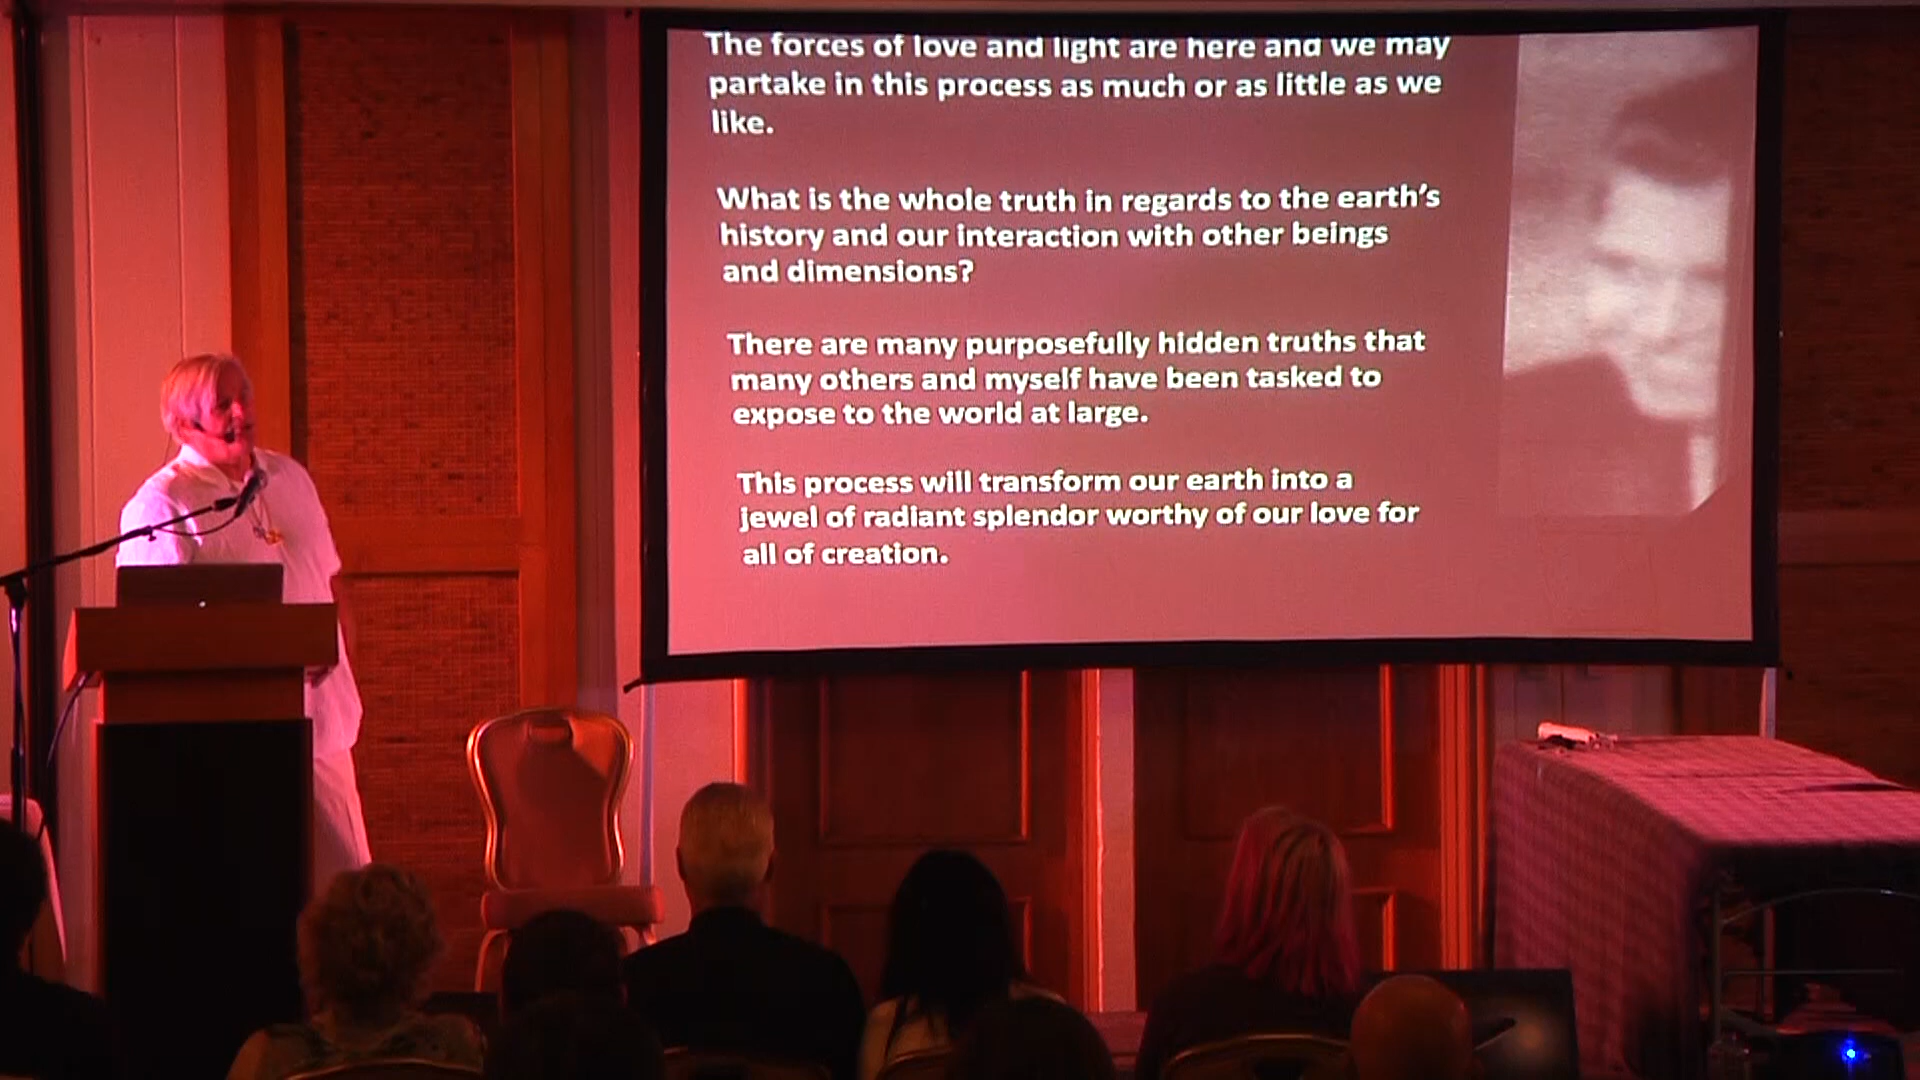 The forces of love and light are here and we may
partake in this process as much or as little as we
like.
What is the whole truth in regards to the earth's
history and our interaction with other beings
and dimensions?
There are many purposefully hidden truths that
many others and myself have been tasked to
expose to the world at large.
This process will transform our earth into a
jewel of radiant splendor worthy of our love for
all of creation.